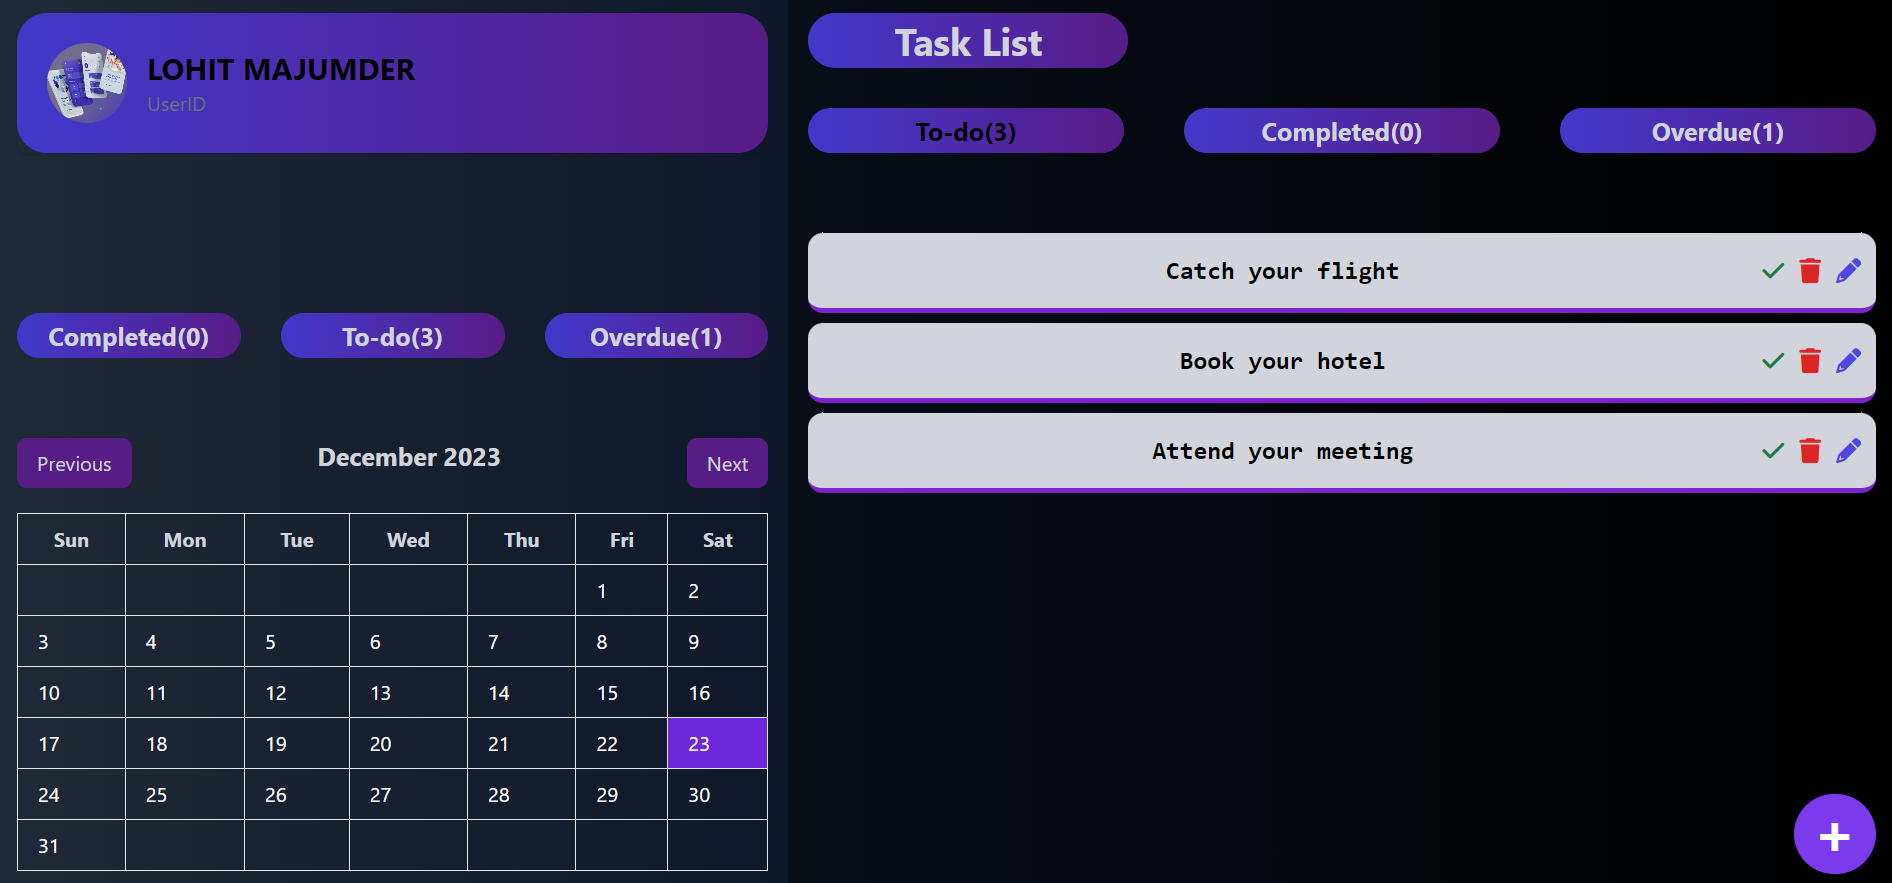 LOHIT MAJUMDER
UserID
Completed(0) To-do(3) Overdue(1)
Previous December 2023 Next
Sun Mon Tue Wed Thu Fri Sat
1 2
3 4 5 6 7 8 9
10 11 12 13 14 15 16
17 18 19 20 21 22 23
24 25 26 27 28 29 30
31
Task List
To-do(3) Completed(0) Overdue(1)
Catch your flight
Book your hotel
Attend your meeting
+